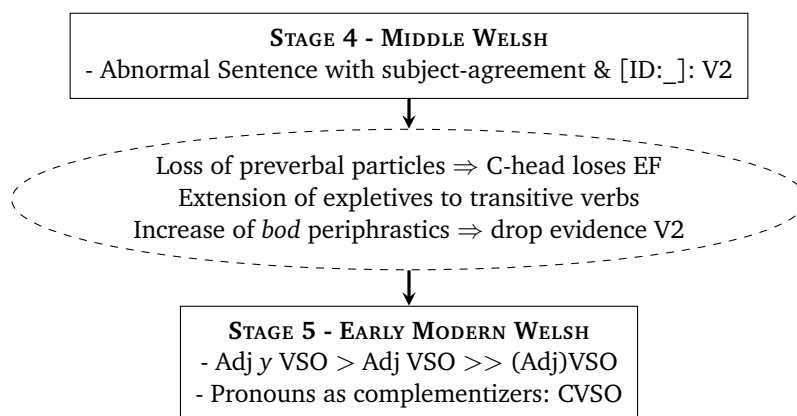 STAGE 4 - MIDDLE WELSH
- Abnormal Sentence with subject-agreement & [ID:_]: V2
Loss of preverbal particles ⇒ C-head loses EF
Extension of expletives to transitive verbs
Increase of bod periphrastics ⇒ drop evidence V2
STAGE 5 - EARLY MODERN WELSH
- Adj y VSO > Adj VSO >> (Adj)VSO
- Pronouns as complementizers: CVSO